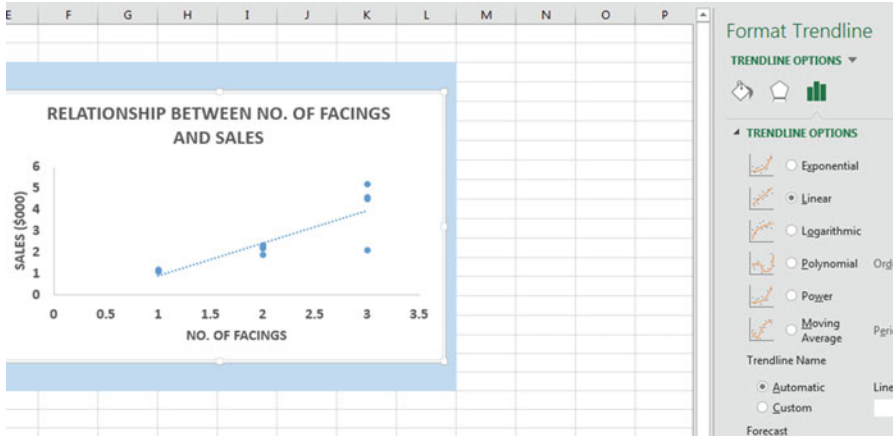 E F G H I J K L M N O P
Format Trendline
TRENDLINE OPTIONS
TRENDLINE OPTIONS
Exponential
Linear
Logarithmic
Polynomial
Power
Moving
Average
Trendline Name
Automatic
Custom
Forecast
RELATIONSHIP BETWEEN NO. OF FACINGS
AND SALES
SALES ($000)
6
5
4
3
2
1
0
0 0.5 1 1.5 2 2.5 3 3.5
NO. OF FACINGS